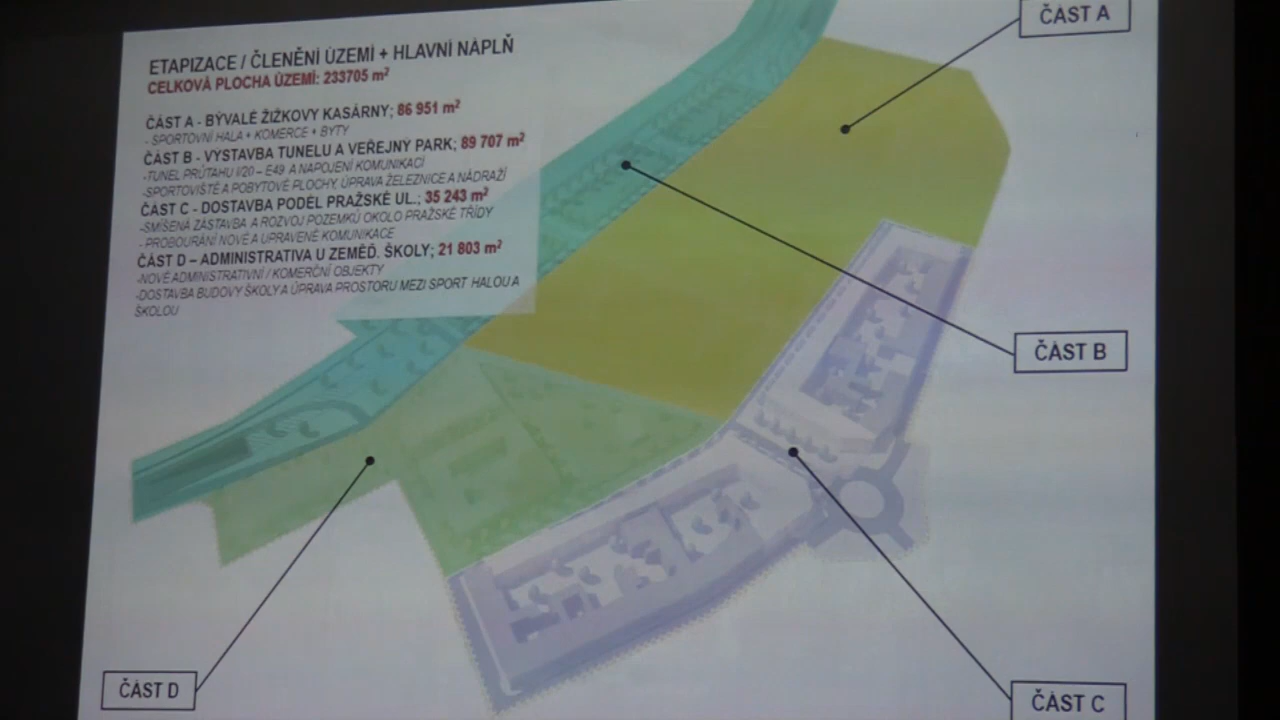 ETAPIZACE / ČLENĚNÍ ÚZEMÍ + HLAVNÍ NÁPLŇ
CELKOVÁ PLOCHA ÚZEMÍ: 233705 m²
ČÁST A - BÝVALÉ ŽIŽKOVY KASÁRNY; 86 951 m²
- SPORTOVNÍ HALA + KOMERCE + BYTY
ČÁST B - VÝSTAVBA TUNELU A VEŘEJNÝ PARK; 89 707 m²
-TUNEL PRŮTAHU I/20 – E49 A NAPOJENÍ KOMUNIKACÍ
-SPORTOVIŠTĚ A POBYTOVÉ PLOCHY, ÚPRAVA ŽELEZNICE A NÁDRAŽÍ
ČÁST C - DOSTAVBA PODÉL PRAŽSKÉ UL.; 35 243 m²
-SMÍŠENÁ ZÁSTAVBA A ROZVOJ POZEMKŮ OKOLO PRAŽSKÉ TŘÍDY
- PROBOURÁNÍ NOVÉ A UPRAVENÉ KOMUNIKACE
ČÁST D – ADMINISTRATIVA U ZEMĚD. ŠKOLY; 21 803 m²
-NOVÉ ADMINISTRATIVNÍ / KOMERČNÍ OBJEKTY
-DOSTAVBA BUDOVY ŠKOLY A ÚPRAVA PROSTORU MEZI SPORT HALOU A
ŠKOLOU
ČÁST A
ČÁST B
ČÁST D
ČÁST C